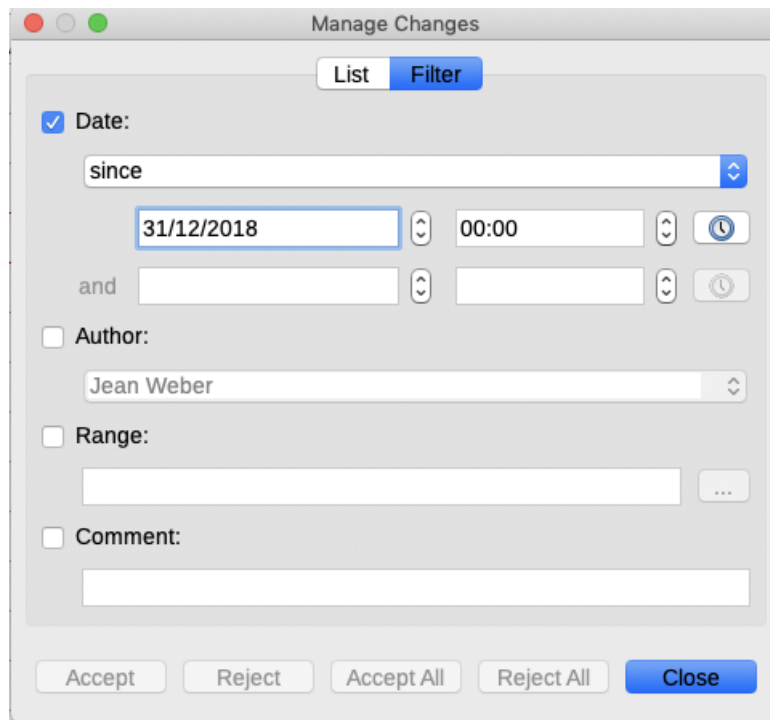 Manage Changes
List Filter
Date:
since
31/12/2018 00:00
and
Author:
Jean Weber
Range:
...
Comment:
Accept Reject Accept All Reject All Close